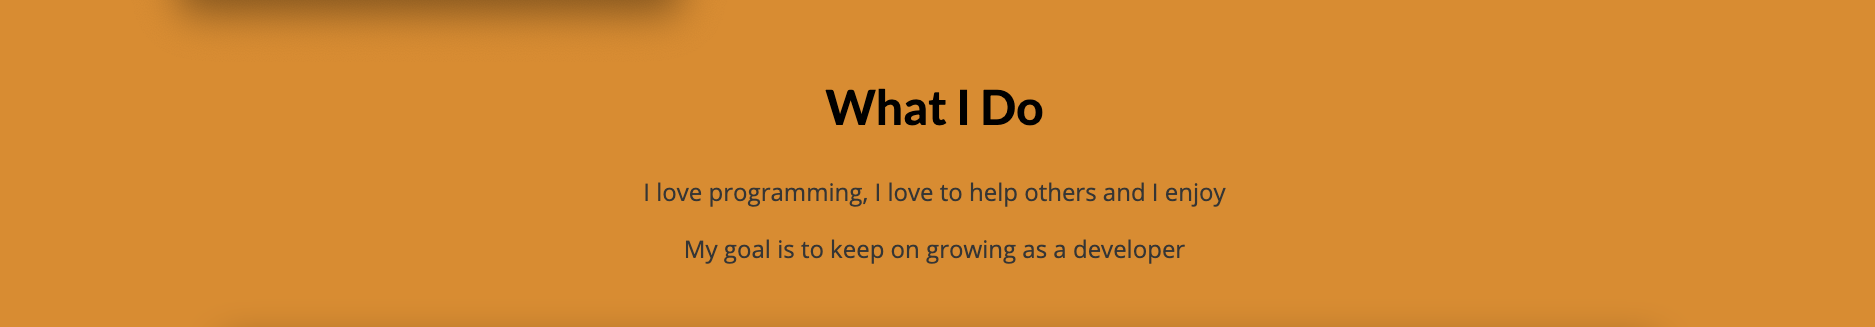 What I Do
I love programming, I love to help others and I enjoy
My goal is to keep on growing as a developer